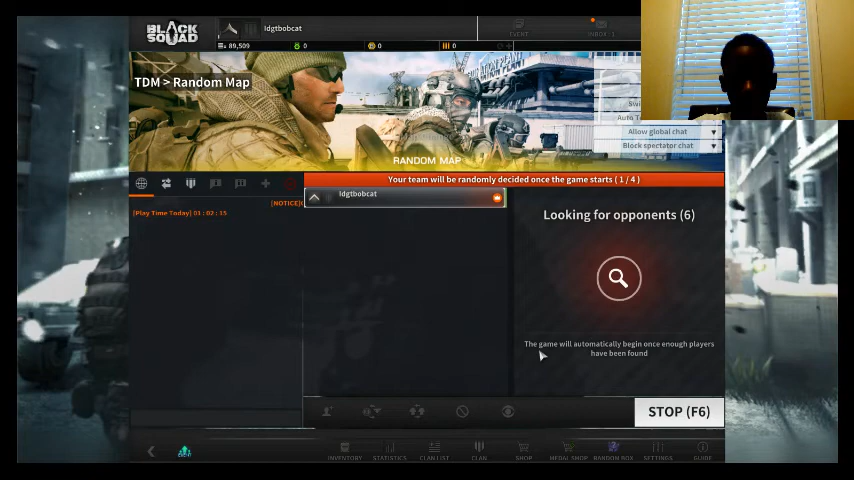 BLACK SQUAD
ldgtbobcat
89,509
0
0
0
EVENT
INBOX
TDM > Random Map
Allow global chat
Block spectator chat
RANDOM MAP
Your team will be randomly decided once the game starts ( 1 / 4 )
[NOTICE]
ldgtbobcat
[Play Time Today] 01 : 02 : 15
Looking for opponents (6)
The game will automatically begin once enough players
have been found
STOP (F6)
INVENTORY
STATISTICS
CLAN LIST
CLAN
SHOP
MEDAL SHOP
RANDOM BOX
SETTINGS
GUIDE